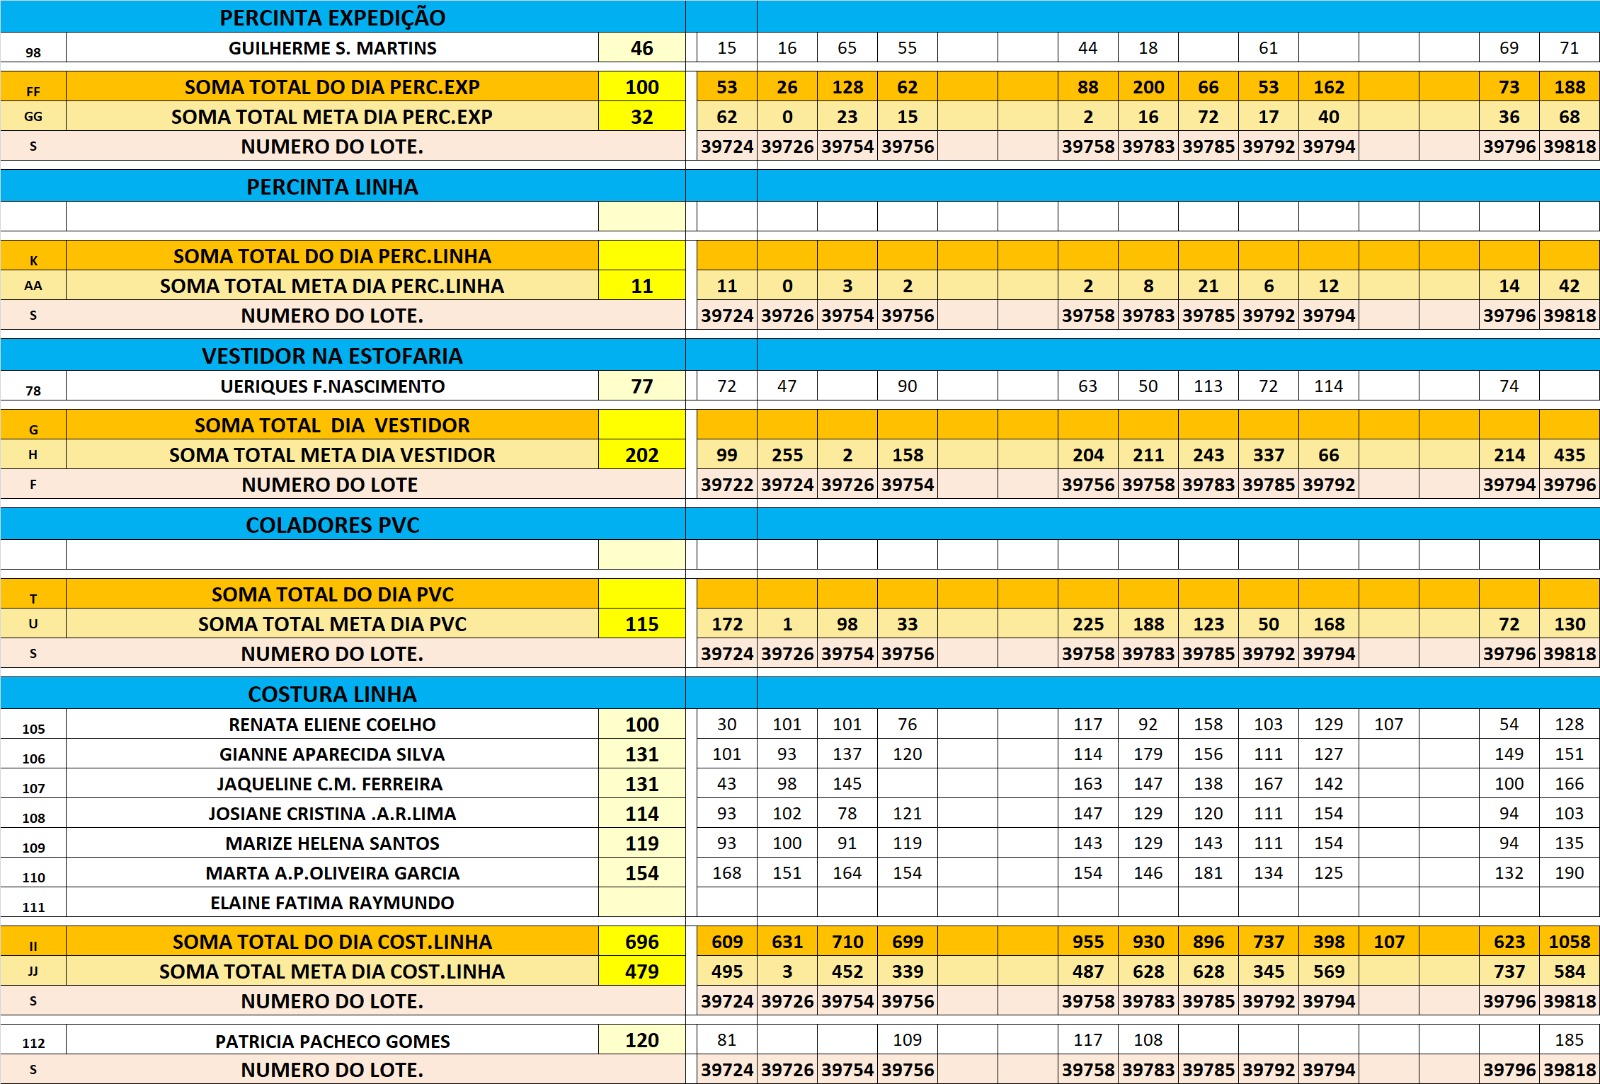 PERCINTA EXPEDIÇÃO
98 GUILHERME S. MARTINS 46 15 16 65 55 44 18 61 69 71
FF SOMA TOTAL DO DIA PERC.EXP 100 53 26 128 62 88 200 66 53 162 73 188
GG SOMA TOTAL META DIA PERC.EXP 32 62 0 23 15 2 16 72 17 40 36 68
S NUMERO DO LOTE. 39724 39726 39754 39756 39758 39783 39785 39792 39794 39796 39818
PERCINTA LINHA
K SOMA TOTAL DO DIA PERC.LINHA
AA SOMA TOTAL META DIA PERC.LINHA 11 11 0 3 2 2 8 21 6 12 14 42
S NUMERO DO LOTE. 39724 39726 39754 39756 39758 39783 39785 39792 39794 39796 39818
VESTIDOR NA ESTOFARIA
78 UERIQUES F.NASCIMENTO 77 72 47 90 63 50 113 72 114 74
G SOMA TOTAL DIA VESTIDOR
H SOMA TOTAL META DIA VESTIDOR 202 99 255 2 158 204 211 243 337 66 214 435
F NUMERO DO LOTE 39722 39724 39726 39754 39756 39758 39783 39785 39792 39794 39796
COLADORES PVC
T SOMA TOTAL DO DIA PVC
U SOMA TOTAL META DIA PVC 115 172 1 98 33 225 188 123 50 168 72 130
S NUMERO DO LOTE. 39724 39726 39754 39756 39758 39783 39785 39792 39794 39796 39818
COSTURA LINHA
105 RENATA ELIENE COELHO 100 30 101 101 76 117 92 158 103 129 107 54 128
106 GIANNE APARECIDA SILVA 131 101 93 137 120 114 179 156 111 127 149 151
107 JAQUELINE C.M. FERREIRA 131 43 98 145 163 147 138 167 142 100 166
108 JOSIANE CRISTINA .A.R.LIMA 114 93 102 78 121 147 129 120 111 154 94 103
109 MARIZE HELENA SANTOS 119 93 100 91 119 143 129 143 111 154 94 135
110 MARTA A.P.OLIVEIRA GARCIA 154 168 151 164 154 154 146 181 134 125 132 190
111 ELAINE FATIMA RAYMUNDO
II SOMA TOTAL DO DIA COST.LINHA 696 609 631 710 699 955 930 896 737 398 107 623 1058
JJ SOMA TOTAL META DIA COST.LINHA 479 495 3 452 339 487 628 628 345 569 737 584
S NUMERO DO LOTE. 39724 39726 39754 39756 39758 39783 39785 39792 39794 39796 39818
112 PATRICIA PACHECO GOMES 120 81 109 117 108 185
S NUMERO DO LOTE. 39724 39726 39754 39756 39758 39783 39785 39792 39794 39796 39818